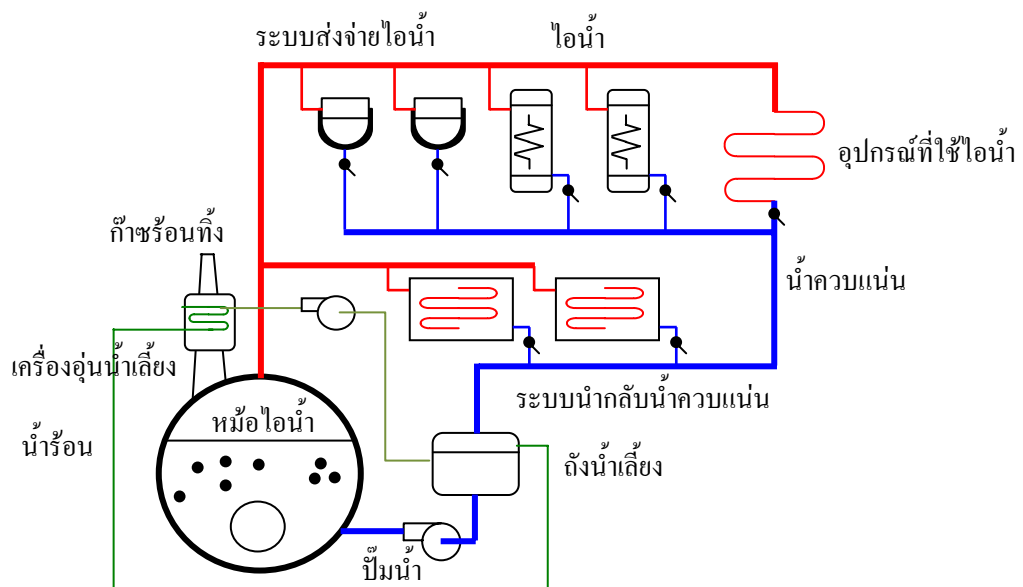 ระบบส่งจ่ายไอน้ำ
ไอน้ำ
อุปกรณ์ที่ใช้ไอน้ำ
ก๊าซร้อนทิ้ง
น้ำควบแน่น
เครื่องอุ่นน้ำเลี้ยง
ระบบนำกลับน้ำควบแน่น
หม้อไอน้ำ
น้ำร้อน
ถังน้ำเลี้ยง
ปั๊มน้ำ